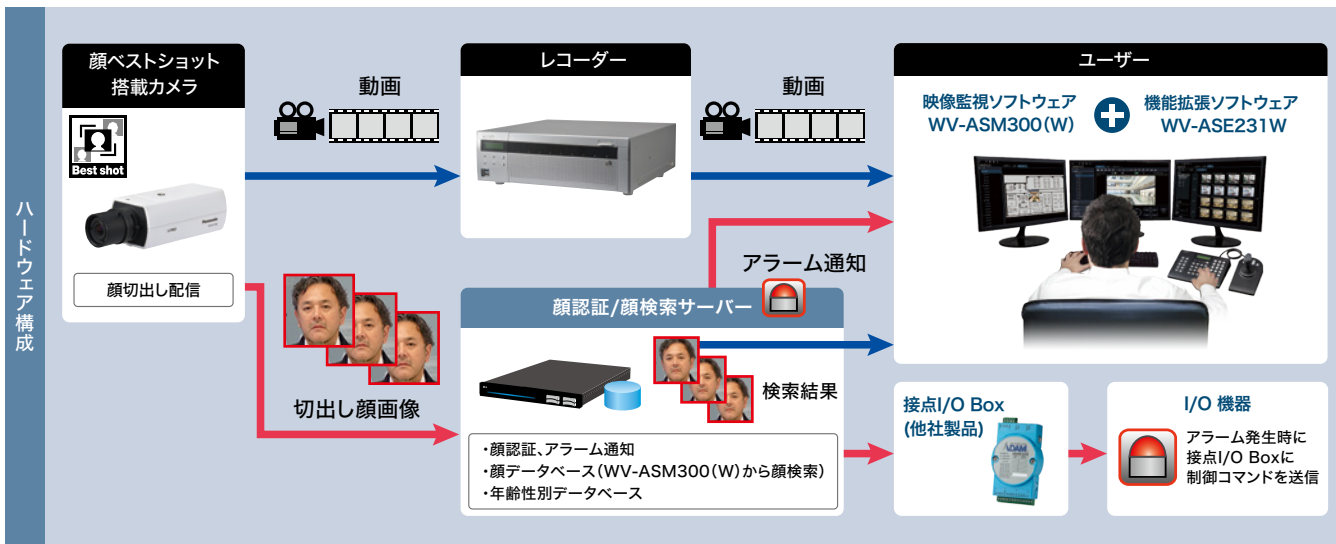 ハードウェア構成
顔ベストショット
搭載カメラ
Best shot
Panasonic
顔切出し配信
動画
レコーダー
動画
ユーザー
映像監視ソフトウェア
WV-ASM300(W)
機能拡張ソフトウェア
WV-ASE231W
切出し顔画像
アラーム通知
顔認証/顔検索サーバー
検索結果
・顔認証、アラーム通知
・顔データベース(WV-ASM300(W)から顔検索)
・年齢性別データベース
接点I/O Box
(他社製品)
ADAM
I/O 機器
アラーム発生時に
接点I/O Boxに
制御コマンドを送信